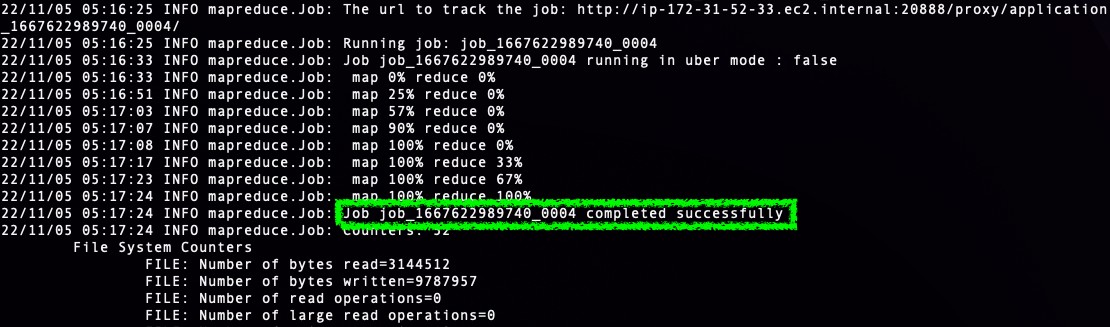 22/11/05 05:16:25 INFO mapreduce.Job: The url to track the job: http://ip-172-31-52-33.ec2.internal:20888/proxy/application
_1667622989740_0004/
22/11/05 05:16:25 INFO mapreduce.Job: Running job: job_1667622989740_0004
22/11/05 05:16:33 INFO mapreduce.Job: Job job_1667622989740_0004 running in uber mode : false
22/11/05 05:16:33 INFO mapreduce.Job:  map 0% reduce 0%
22/11/05 05:16:51 INFO mapreduce.Job:  map 25% reduce 0%
22/11/05 05:17:03 INFO mapreduce.Job:  map 57% reduce 0%
22/11/05 05:17:07 INFO mapreduce.Job:  map 90% reduce 0%
22/11/05 05:17:08 INFO mapreduce.Job:  map 100% reduce 0%
22/11/05 05:17:17 INFO mapreduce.Job:  map 100% reduce 33%
22/11/05 05:17:23 INFO mapreduce.Job:  map 100% reduce 67%
22/11/05 05:17:24 INFO mapreduce.Job:  map 100% reduce 100%
22/11/05 05:17:24 INFO mapreduce.Job: Job job_1667622989740_0004 completed successfully
22/11/05 05:17:24 INFO mapreduce.Job: Counters: 52
File System Counters
FILE: Number of bytes read=3144512
FILE: Number of bytes written=9787957
FILE: Number of read operations=0
FILE: Number of large read operations=0